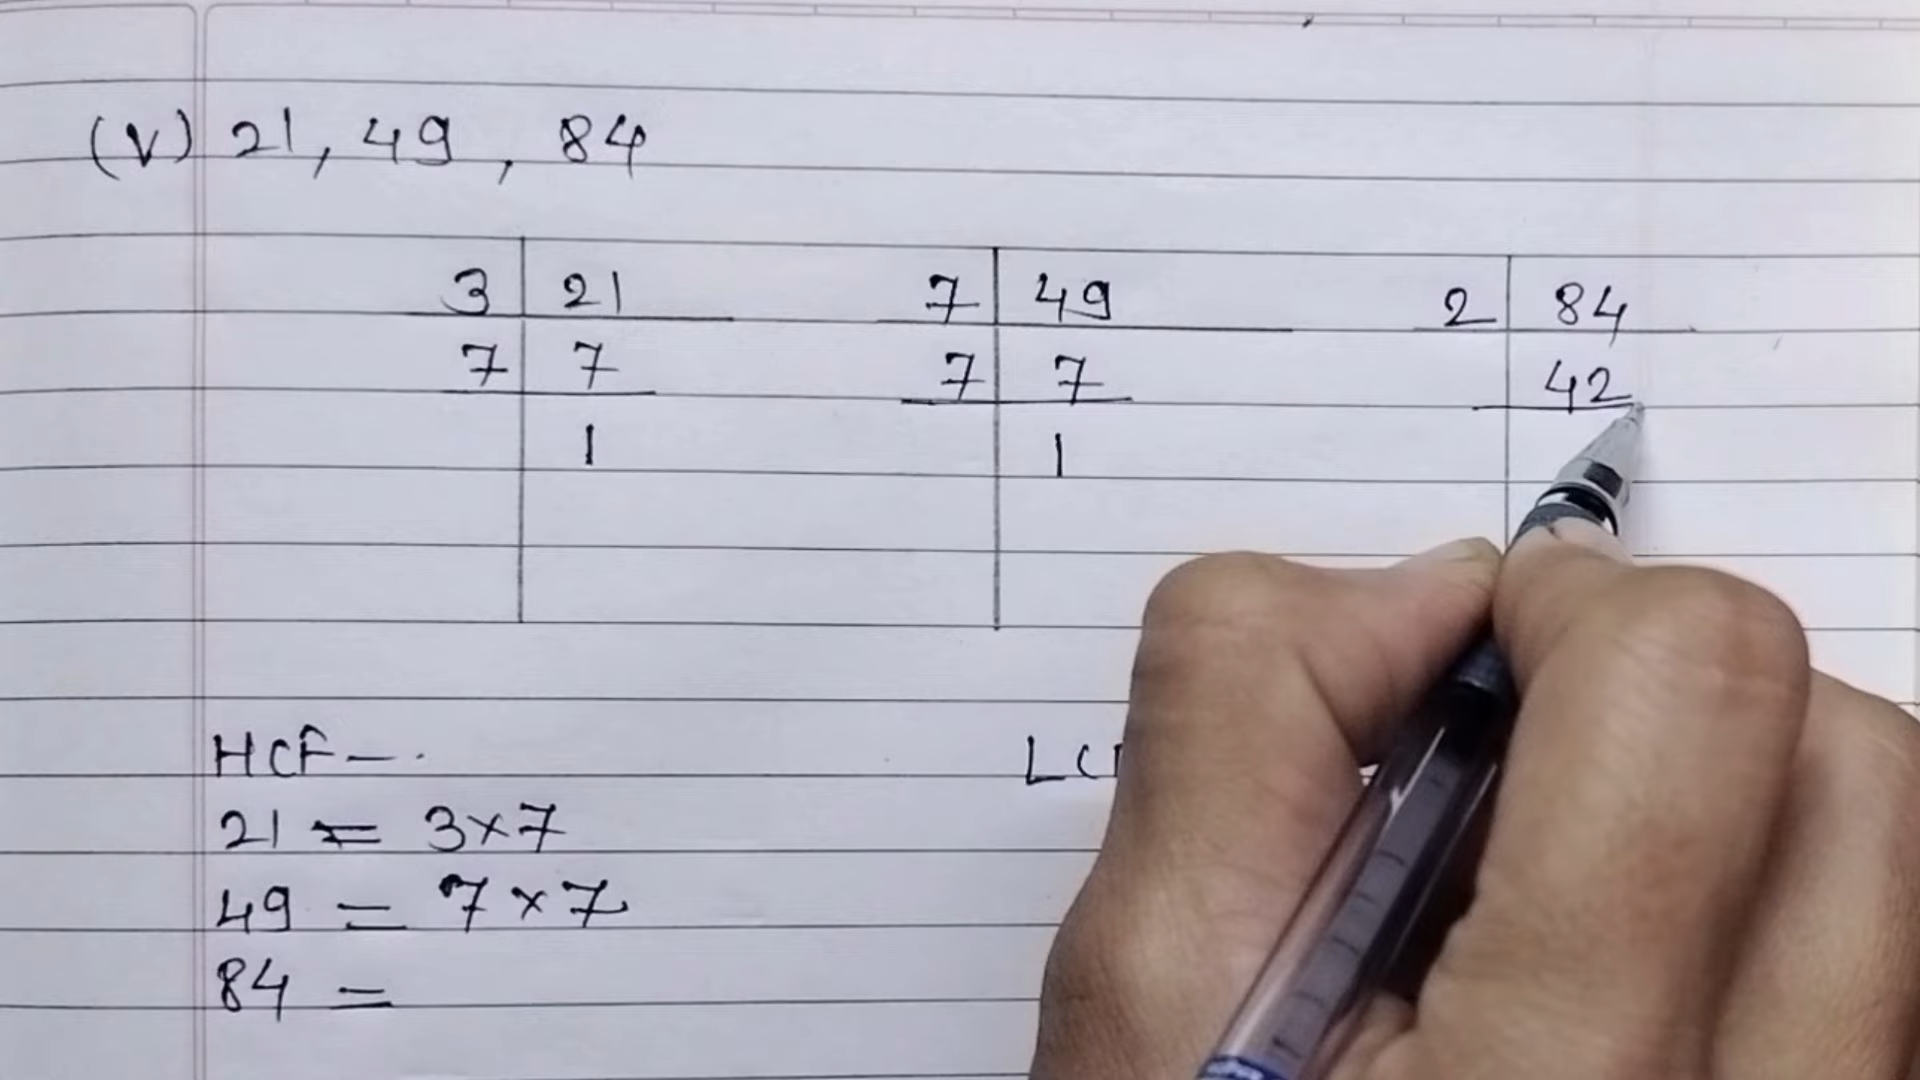 (v) 21, 49, 84
3 | 21 7 | 49 2 | 84
7 | 7 7 | 7 42
1 1
HCF — .
21 = 3×7
49 = 7×7
84 =